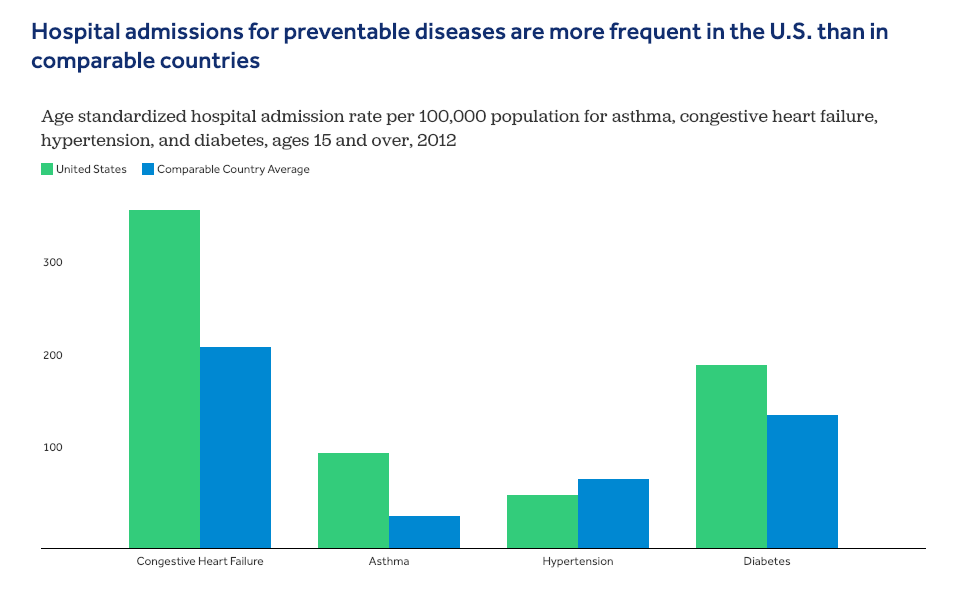 Hospital admissions for preventable diseases are more frequent in the U.S. than in
comparable countries
Age standardized hospital admission rate per 100,000 population for asthma, congestive heart failure,
hypertension, and diabetes, ages 15 and over, 2012
United States Comparable Country Average
300
200
100
Congestive Heart Failure Asthma Hypertension Diabetes